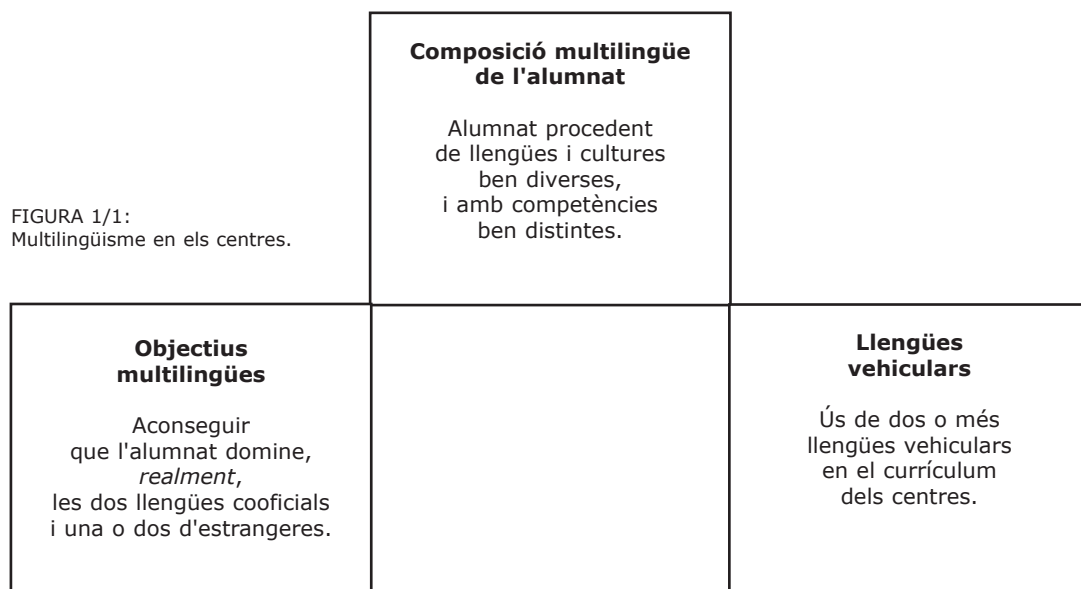 Composició multilingüe
de l'alumnat
Alumnat procedent
de llengües i cultures
ben diverses,
i amb competències
ben distintes.
FIGURA 1/1:
Multilingüisme en els centres.
Objectius
multilingües
Aconseguir
que l'alumnat domine,
realment,
les dos llengües cooficials
i una o dos d'estrangeres.
Llengües
vehiculars
Ús de dos o més
llengües vehiculars
en el currículum
dels centres.